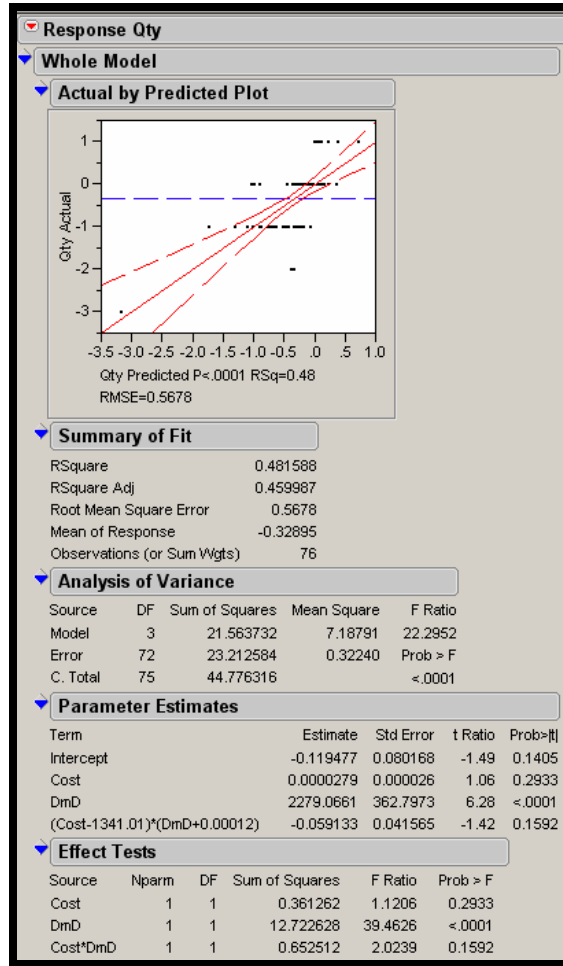 Response Qty
Whole Model
Actual by Predicted Plot
Qty Actual
1
0
-1
-2
-3
-3.5 -3.0 -2.5 -2.0 -1.5 -1.0 -0.5 .0 .5 1.0
Qty Predicted P<.0001 RSq=0.48
RMSE=0.5678
Summary of Fit
RSquare 0.481588
RSquare Adj 0.459987
Root Mean Square Error 0.5678
Mean of Response -0.32895
Observations (or Sum Wgts) 76
Analysis of Variance
Source DF Sum of Squares Mean Square F Ratio
Model 3 21.563732 7.18791 22.2952
Error 72 23.212584 0.32240 Prob > F
C. Total 75 44.776316 <.0001
Parameter Estimates
Term Estimate Std Error t Ratio Prob>|t|
Intercept -0.119477 0.080168 -1.49 0.1405
Cost 0.0000279 0.000026 1.06 0.2933
DmD 2279.0661 362.7973 6.28 <.0001
(Cost-1341.01)*(DmD+0.00012) -0.059133 0.041565 -1.42 0.1592
Effect Tests
Source Nparm DF Sum of Squares F Ratio Prob > F
Cost 1 1 0.361262 1.1206 0.2933
DmD 1 1 12.722628 39.4626 <.0001
Cost*DmD 1 1 0.652512 2.0239 0.1592